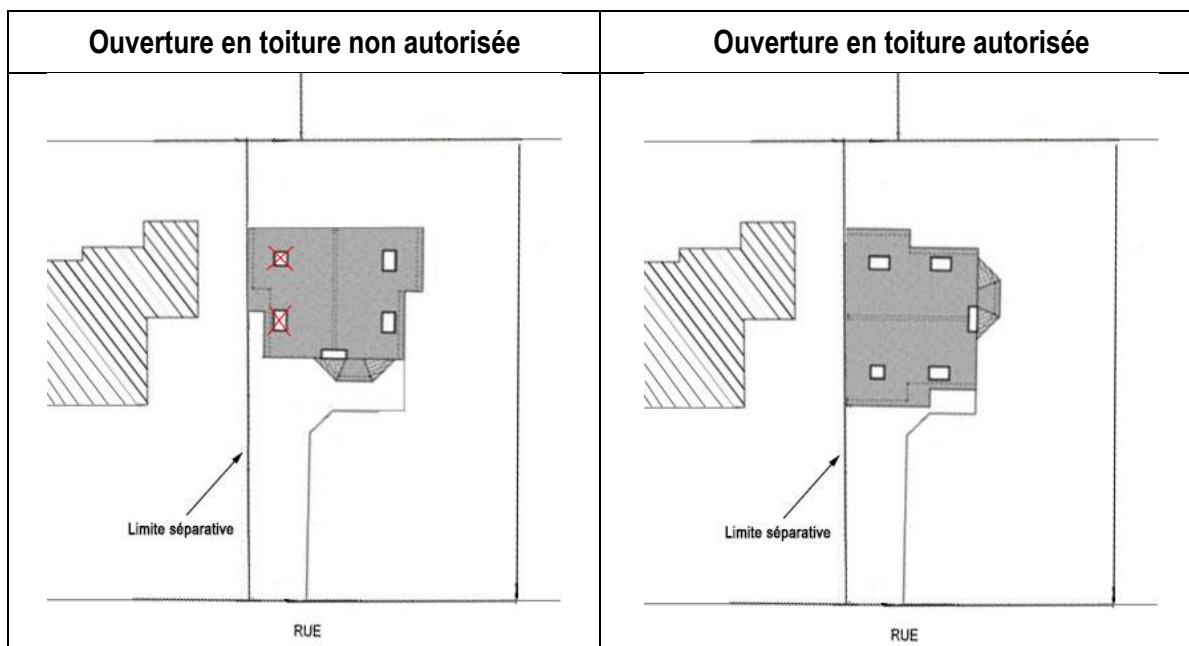 Ouverture en toiture non autorisée
Ouverture en toiture autorisée
Limite séparative
RUE
Limite séparative
RUE